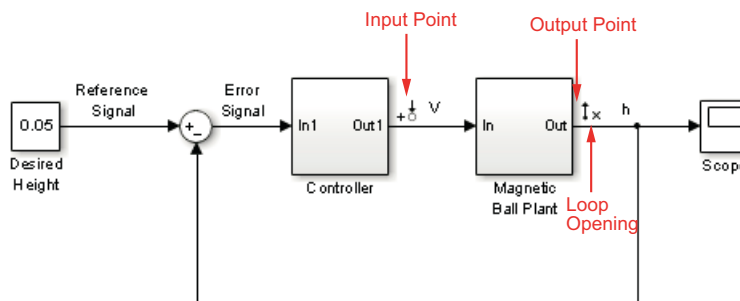 Input Point
Output Point
Reference
Signal
Error
Signal
V
h
0.05
In1
Out1
In
Out
Desired
Height
Controller
Magnetic
Ball Plant
Scope
Loop
Opening